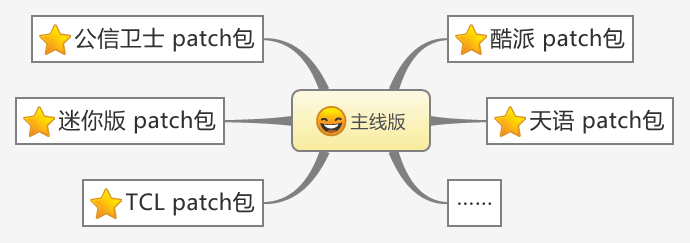 公信卫士 patch包
酷派 patch包
迷你版 patch包
主线版
天语 patch包
TCL patch包
……